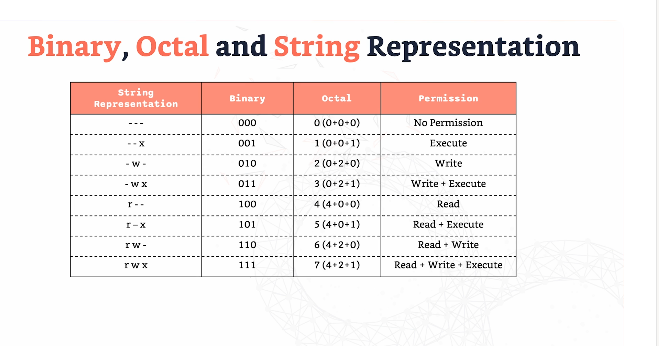 Binary, Octal and String Representation
String Representation Binary Octal Permission
--- 000 0 (0+0+0) No Permission
--x 001 1 (0+0+1) Execute
-w- 010 2 (0+2+0) Write
-wx 011 3 (0+2+1) Write + Execute
r-- 100 4 (4+0+0) Read
r-x 101 5 (4+0+1) Read + Execute
rw- 110 6 (4+2+0) Read + Write
rwx 111 7 (4+2+1) Read + Write + Execute